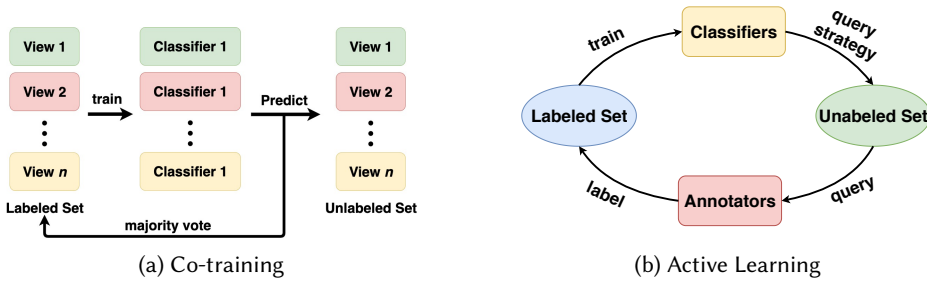 View 1
View 2
View n
Labeled Set
train
Classifier 1
Classifier 1
Classifier 1
Predict
View 1
View 2
View n
Unlabeled Set
majority vote
(a) Co-training
Classifiers
train
query
strategy
Labeled Set
Unabeled Set
label
query
Annotators
(b) Active Learning